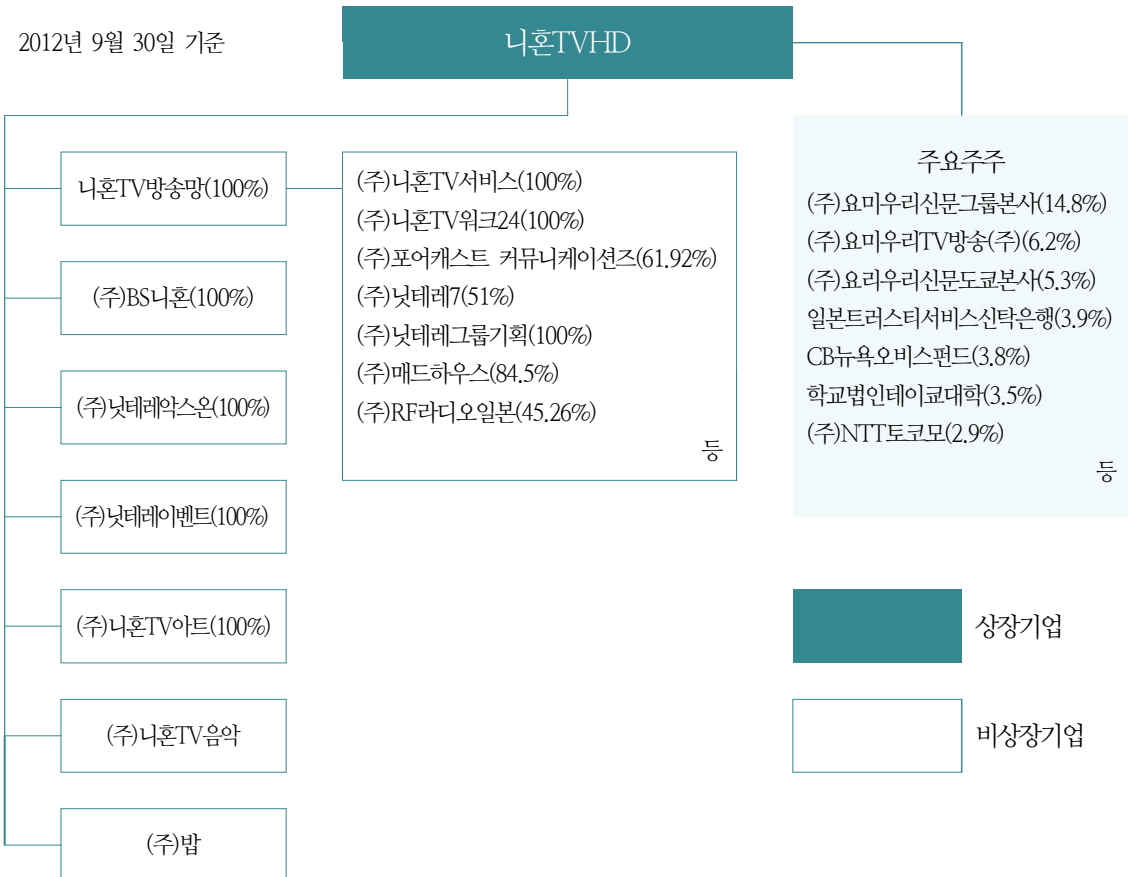 2012년 9월 30일 기준
니혼TVHD
니혼TV방송망(100%)
(주)BS니혼(100%)
(주)닛테레악스온(100%)
(주)닛테레이벤트(100%)
(주)니혼TV아트(100%)
(주)니혼TV음악
(주)밥
(주)니혼TV서비스(100%)
(주)니혼TV워크24(100%)
(주)포어캐스트 커뮤니케이션즈(61.92%)
(주)닛테레7(51%)
(주)닛테레그룹기획(100%)
(주)매드하우스(84.5%)
(주)RF라디오일본(45.26%)
등
주요주주
(주)요미우리신문그룹본사(14.8%)
(주)요미우리TV방송(주)(6.2%)
(주)요리우리신문도쿄본사(5.3%)
일본트러스티서비스신탁은행(3.9%)
CB뉴욕오비스펀드(3.8%)
학교법인테이쿄대학(3.5%)
(주)NTT토코모(2.9%)
등
상장기업
비상장기업